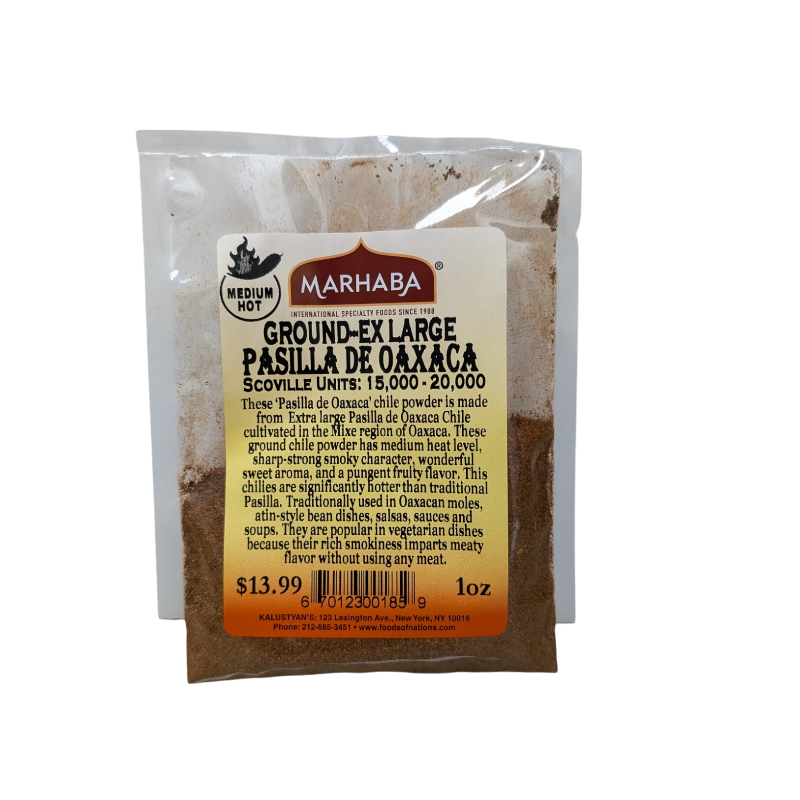 MEDIUM
HOT
MARHABA®
INTERNATIONAL SPECIALTY FOODS SINCE 1908
GROUND-EX LARGE
PASILLA DE OAXACA
SCOVILLE UNITS: 15,000 - 20,000
These 'Pasilla de Oaxaca' chile powder is made
from Extra large Pasilla de Oaxaca Chile
cultivated in the Mixe region of Oaxaca. These
ground chile powder has medium heat level,
sharp-strong smoky character, wonderful
sweet aroma, and a pungent fruity flavor. This
chilies are significantly hotter than traditional
Pasilla. Traditionally used in Oaxacan moles,
atin-style bean dishes, salsas, sauces and
soups. They are popular in vegetarian dishes
because their rich smokiness imparts meaty
flavor without using any meat.
$13.99
6 70123 00185 9
1oz
KALUSTYAN'S: 123 Lexington Ave., New York, NY 10016
Phone: 212-685-3451 • www.foodsofnations.com